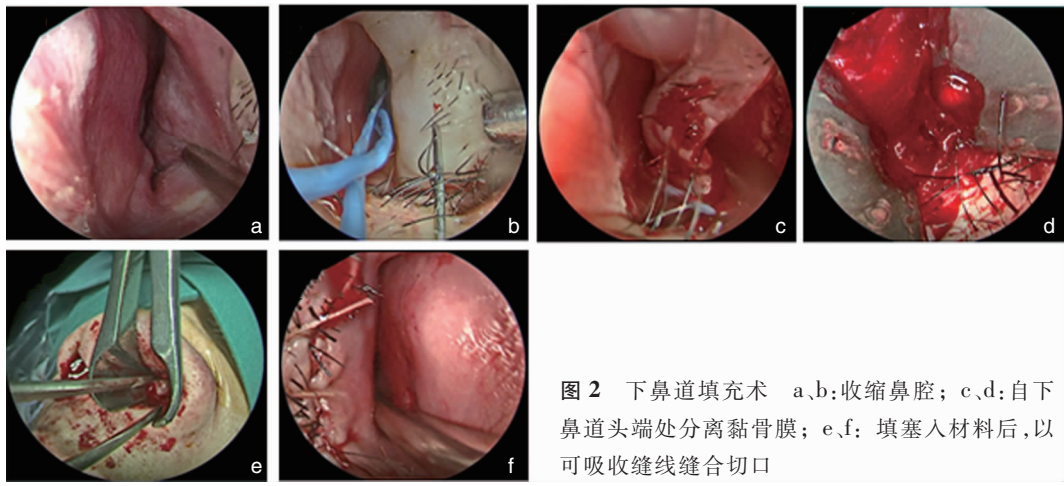 a
b
c
d
e
f
图 2 下鼻道填充术 a、b:收缩鼻腔; c、d:自下
鼻道头端处分离黏骨膜; e、f: 填塞入材料后,以
可吸收缝线缝合切口